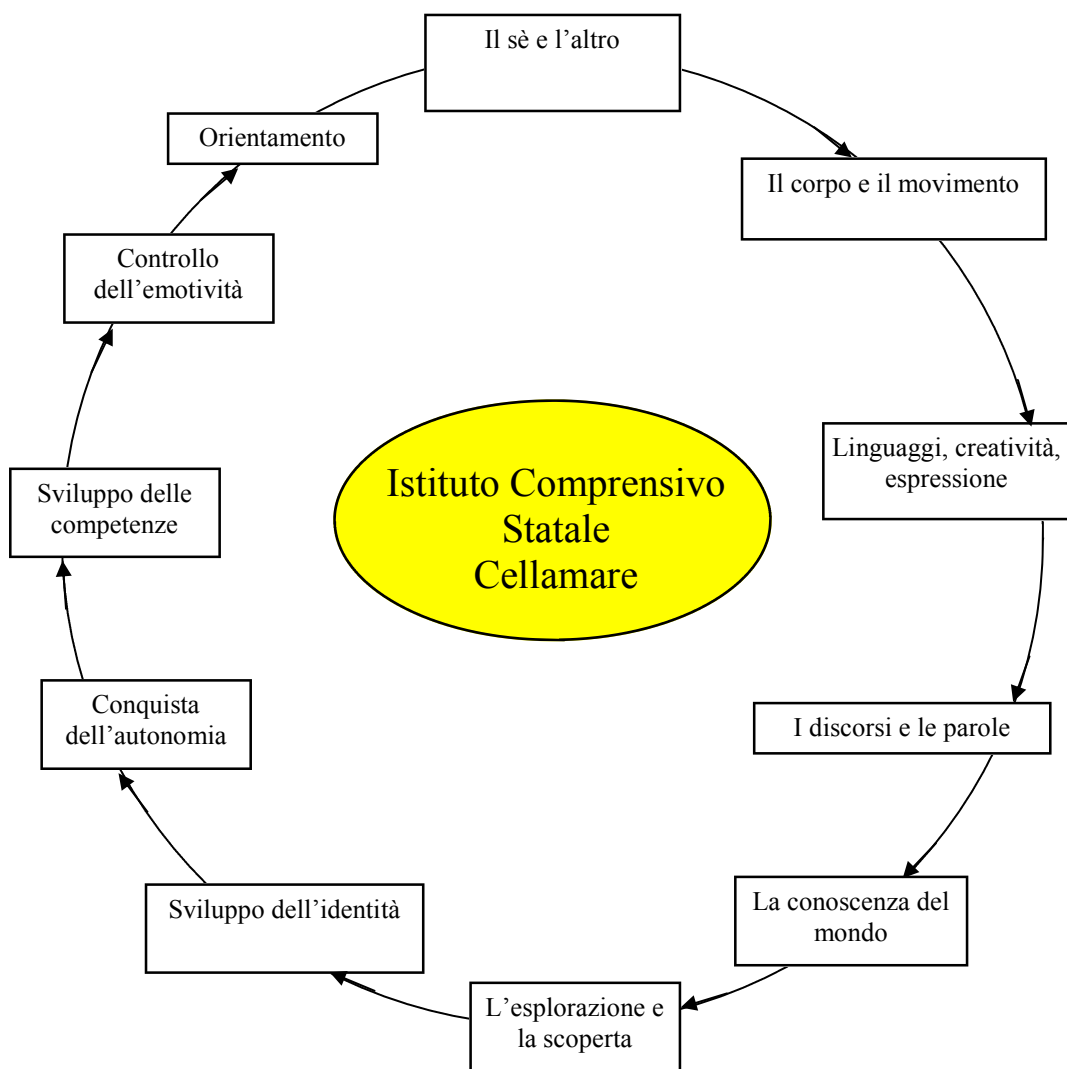 Il sè e l’altro
Orientamento
Il corpo e il movimento
Controllo
dell’emotività
Linguaggi, creatività,
espressione
Istituto Comprensivo
Statale
Cellamare
Sviluppo delle
competenze
Conquista
dell’autonomia
I discorsi e le parole
Sviluppo dell’identità
La conoscenza del
mondo
L’esplorazione e
la scoperta